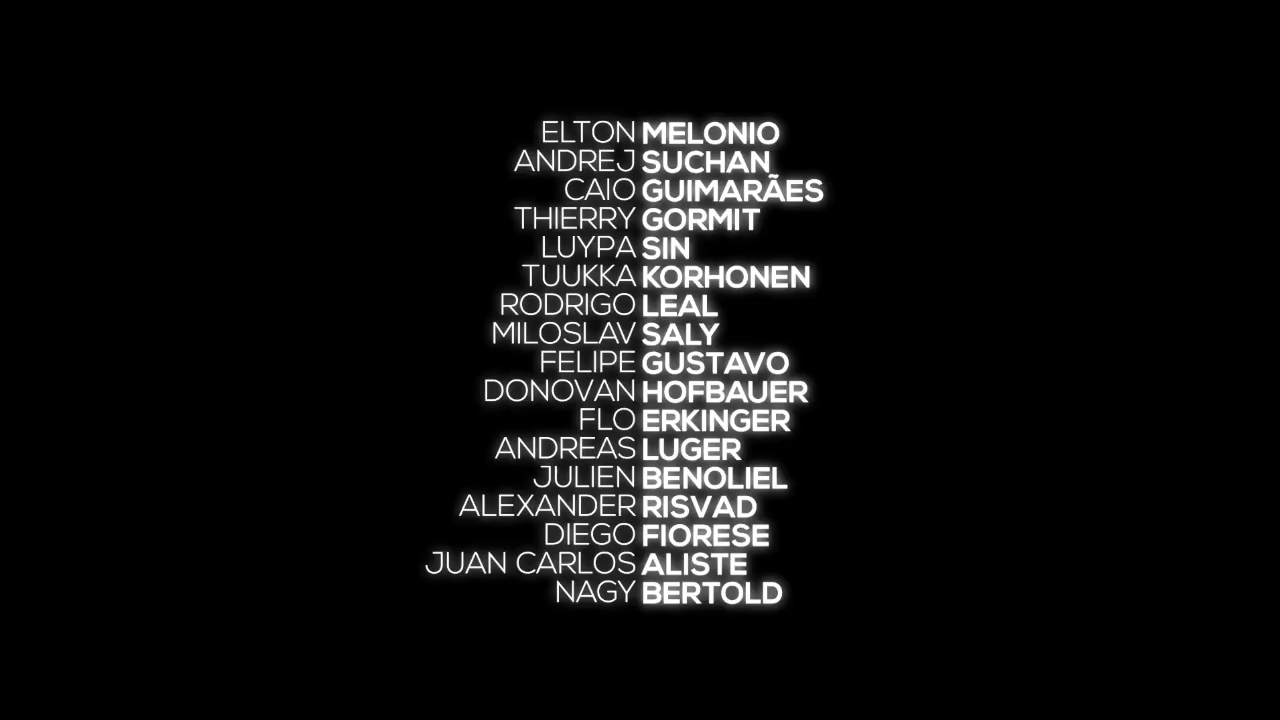 ELTON MELONIO
ANDREJ SUCHAN
CAIO GUIMARÃES
THIERRY GORMIT
LUYPA SIN
TUUKKA KORHONEN
RODRIGO LEAL
MILOSLAV SALY
FELIPE GUSTAVO
DONOVAN HOFBAUER
FLO ERKINGER
ANDREAS LUGER
JULIEN BENOLIEL
ALEXANDER RISVAD
DIEGO FIORESE
JUAN CARLOS ALISTE
NAGY BERTOLD